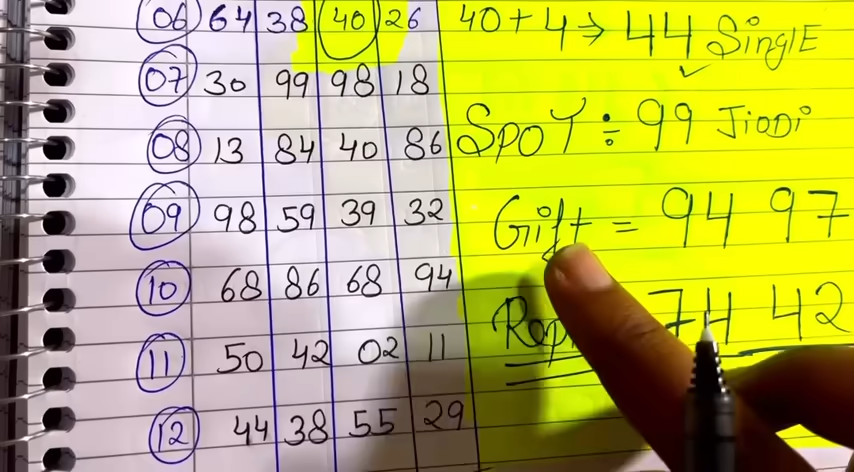 06 64 38 40 26
07 30 99 98 18
08 13 84 40 86
09 98 59 39 32
10 68 86 68 94
11 50 42 02 11
12 44 38 55 29
40 + 4 → 44 SinglE
SPOT ÷ 99 JioDi
Gift = 94 97
74 42